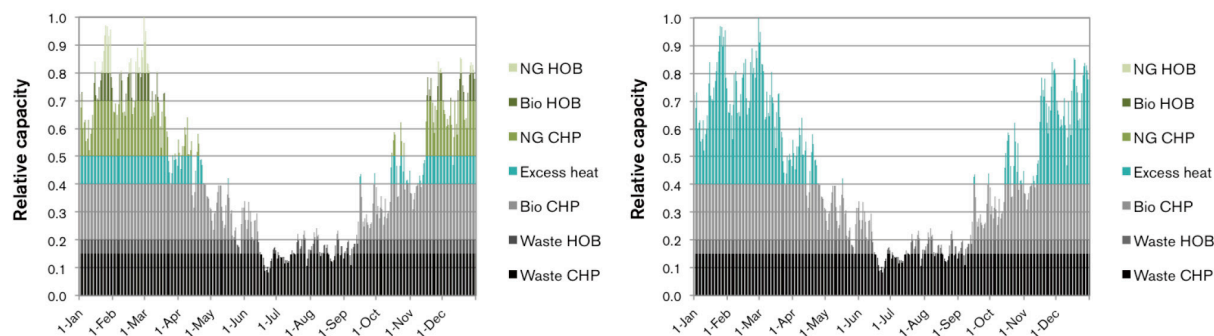 Relative capacity
1.0
0.9
0.8
0.7
0.6
0.5
0.4
0.3
0.2
0.1
0.0
1-Jan
1-Feb
1-Mar
1-Apr
1-May
1-Jun
1-Jul
1-Aug
1-Sep
1-Oct
1-Nov
1-Dec
NG HOB
Bio HOB
NG CHP
Excess heat
Bio CHP
Waste HOB
Waste CHP
Relative capacity
1.0
0.9
0.8
0.7
0.6
0.5
0.4
0.3
0.2
0.1
0.0
1-Jan
1-Feb
1-Mar
1-Apr
1-May
1-Jun
1-Jul
1-Aug
1-Sep
1-Oct
1-Nov
1-Dec
NG HOB
Bio HOB
NG CHP
Excess heat
Bio CHP
Waste HOB
Waste CHP